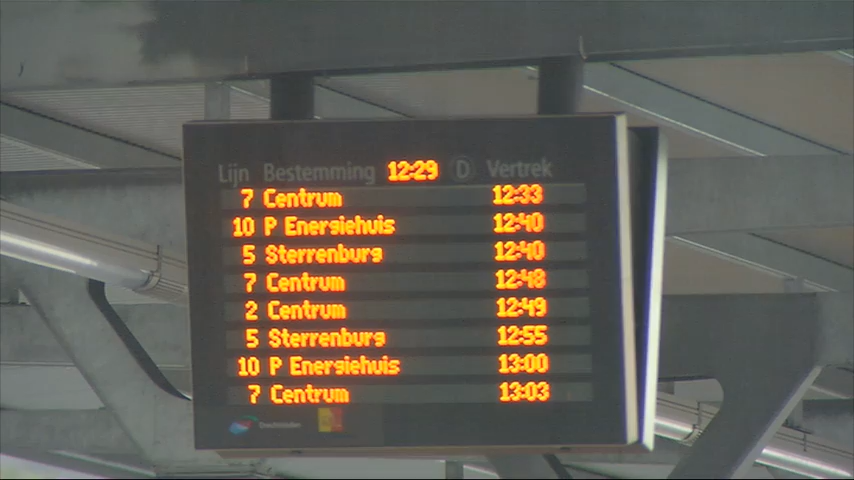 Lijn Bestemming 12:29 D Vertrek
7 Centrum 12:33
10 P Energiehuis 12:40
5 Sterrenburg 12:40
7 Centrum 12:48
2 Centrum 12:49
5 Sterrenburg 12:55
10 P Energiehuis 13:00
7 Centrum 13:03